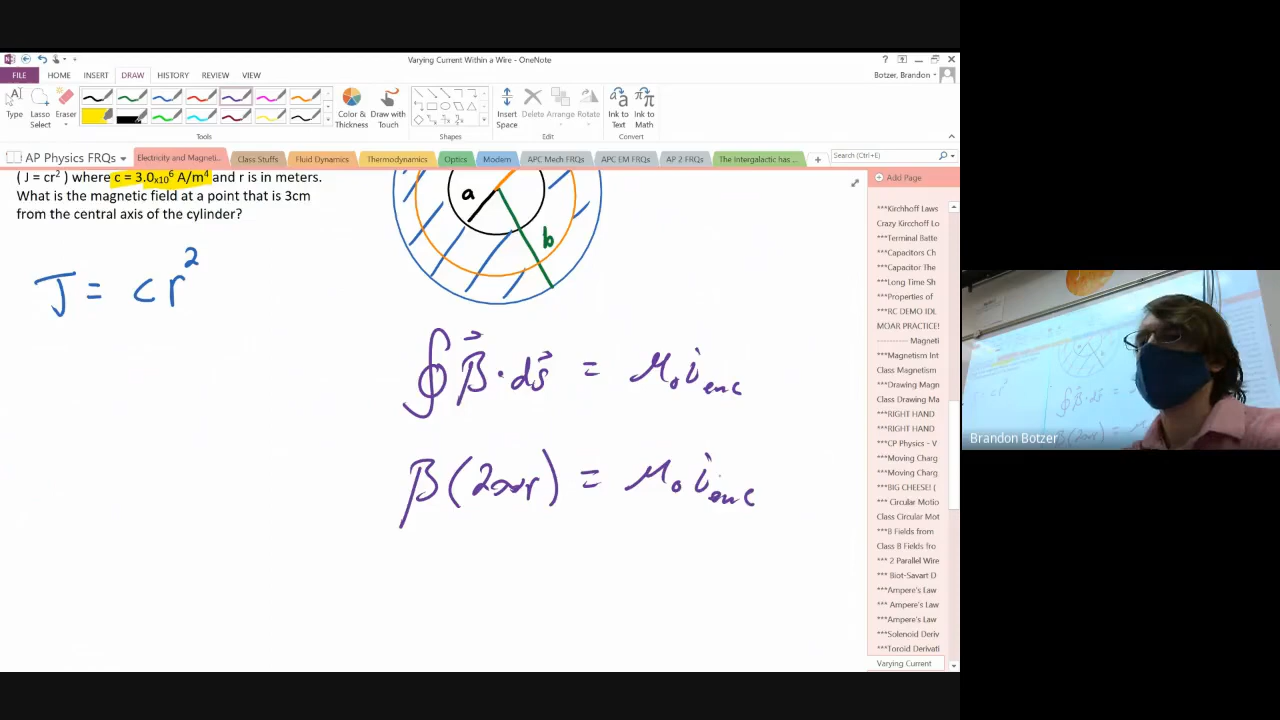 Varying Current Within a Wire - OneNote
FILE HOME INSERT DRAW HISTORY REVIEW VIEW
Botzer, Brandon
Type Lasso Select Eraser
Color & Thickness Draw with Touch
Insert Space Delete Arrange Rotate
Ink to Text Ink to Math
Tools Shapes Edit Convert
AP Physics FRQs
Electricity and Magneti... Class Stuffs Fluid Dynamics Thermodynamics Optics Modern APC Mech FRQs APC EM FRQs AP 2 FRQs The Intergalactic has ...
Search (Ctrl+E)
( J = cr² ) where c = 3.0x10⁶ A/m⁴ and r is in meters.
What is the magnetic field at a point that is 3cm
from the central axis of the cylinder?
J = cr²
a
b
∮B⃗·ds⃗ = μ₀i_enc
B(2πr) = μ₀i_enc
Add Page
***Kirchhoff Laws
Crazy Kirchhoff Lo
***Terminal Batte
***Capacitors Ch
***Capacitor The
***Long Time Sh
***Properties of
***RC DEMO IDL
MOAR PRACTICE!
---------- Magneti
***Magnetism Int
Class Magnetism
***Drawing Magn
Class Drawing Ma
***RIGHT HAND
***RIGHT HAND
***CP Physics - V
***Moving Charg
***Moving Charg
***BIG CHEESE! (
*** Circular Motio
Class Circular Mot
***B Fields from
Class B Fields fro
*** 2 Parallel Wire
*** Biot-Savart D
***Ampere's Law
*** Ampere's Law
***Ampere's Law
***Solenoid Deriv
***Toroid Derivati
Varying Current
Brandon Botzer